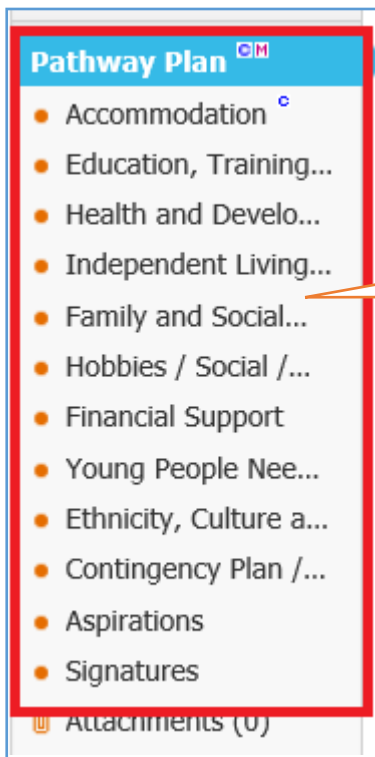 Pathway Plan C M
Accommodation C
Education, Training...
Health and Develo...
Independent Living...
Family and Social...
Hobbies / Social /...
Financial Support
Young People Nee...
Ethnicity, Culture a...
Contingency Plan /...
Aspirations
Signatures
Attachments (0)